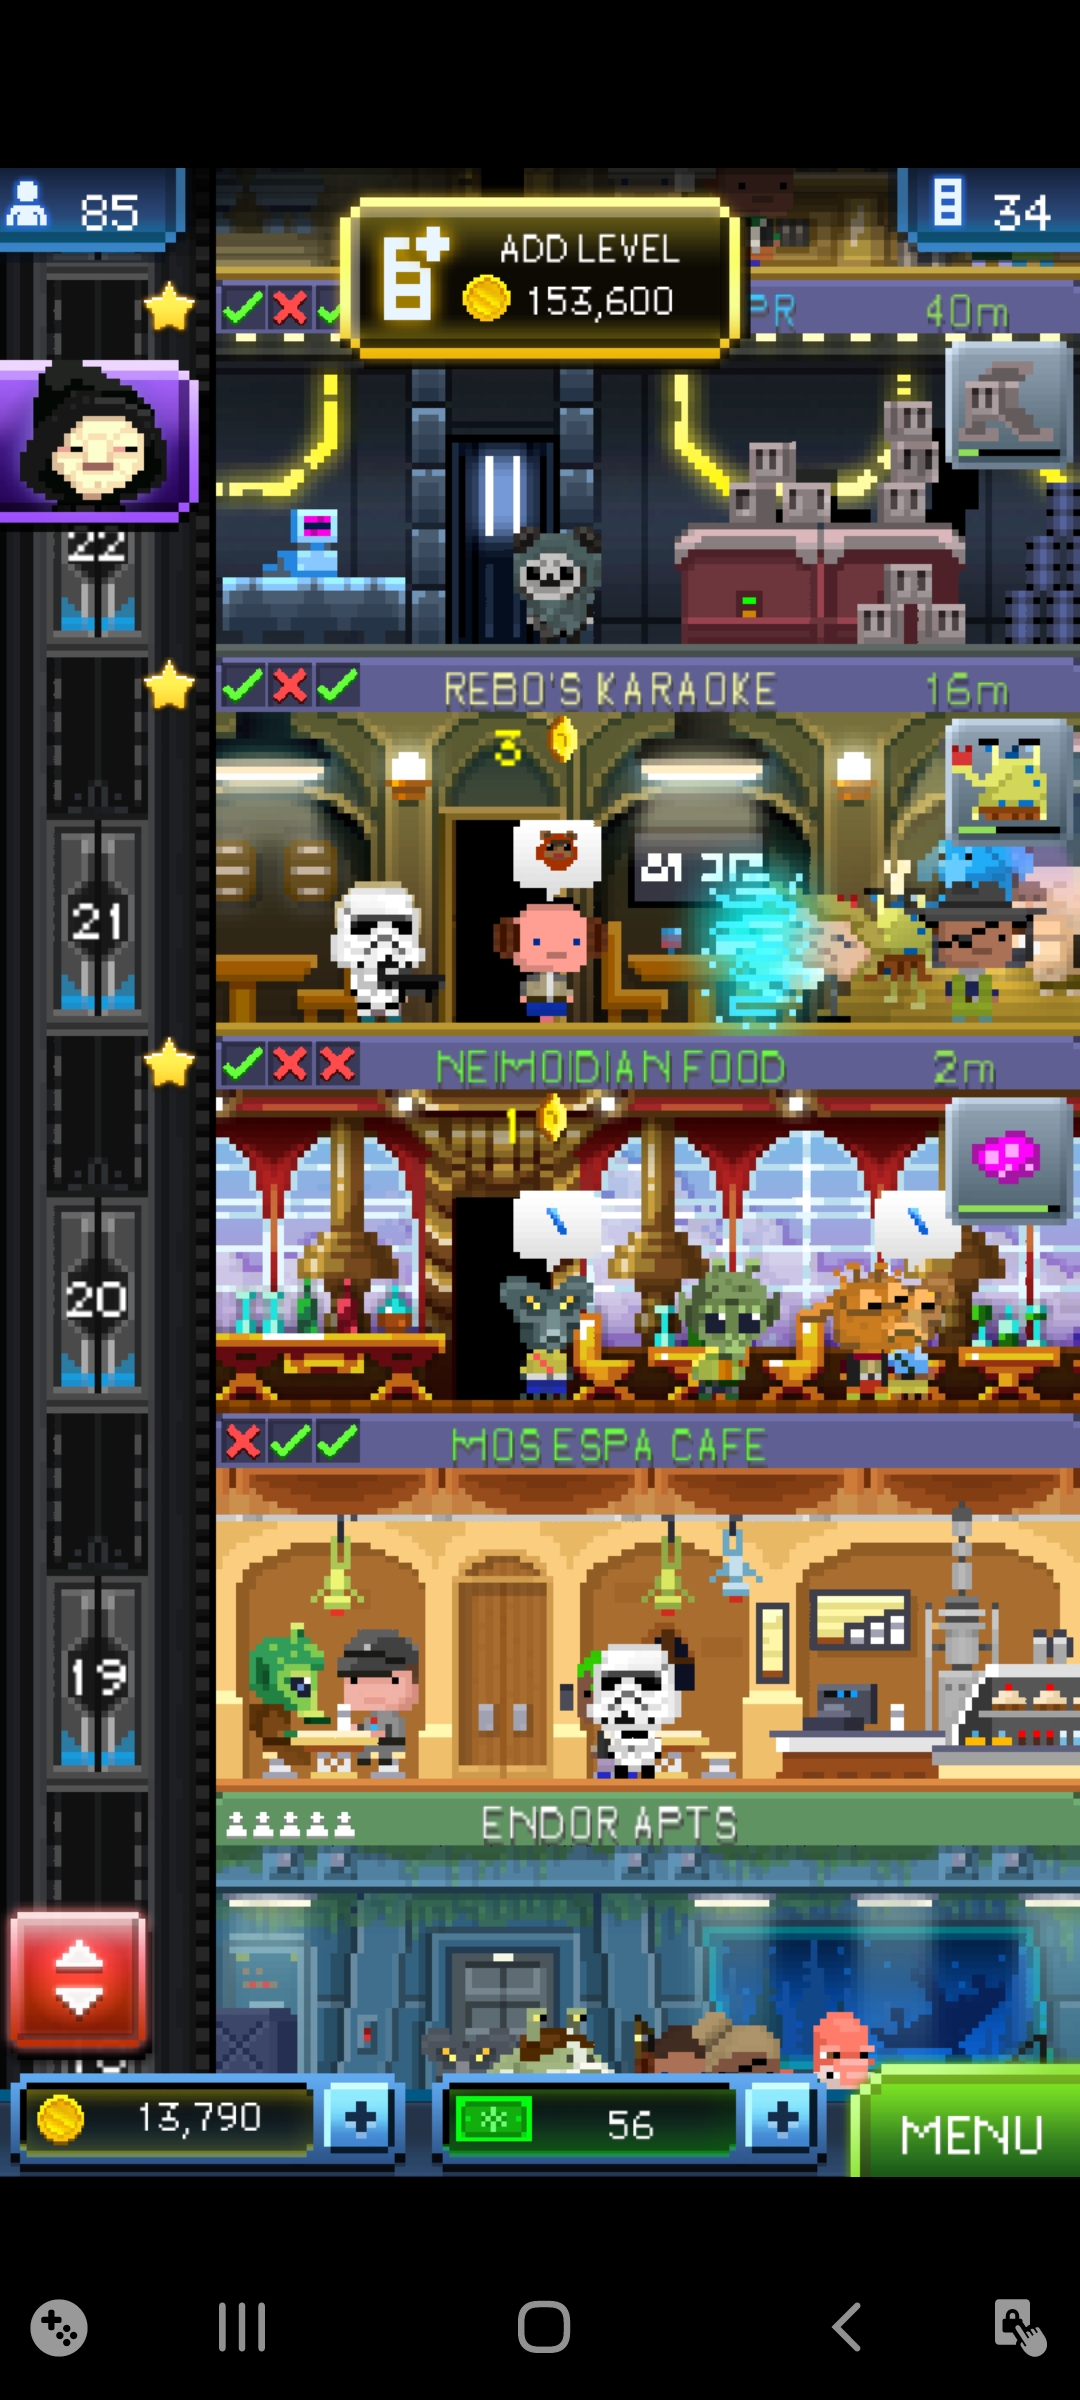 85
ADD LEVEL
153,600
34
PR
40m
22
REBO'S KARAOKE
16m
3
21
NEIMOIDIAN FOOD
2m
1
20
MOS ESPA CAFE
19
ENDOR APTS
13,790
56
MENU